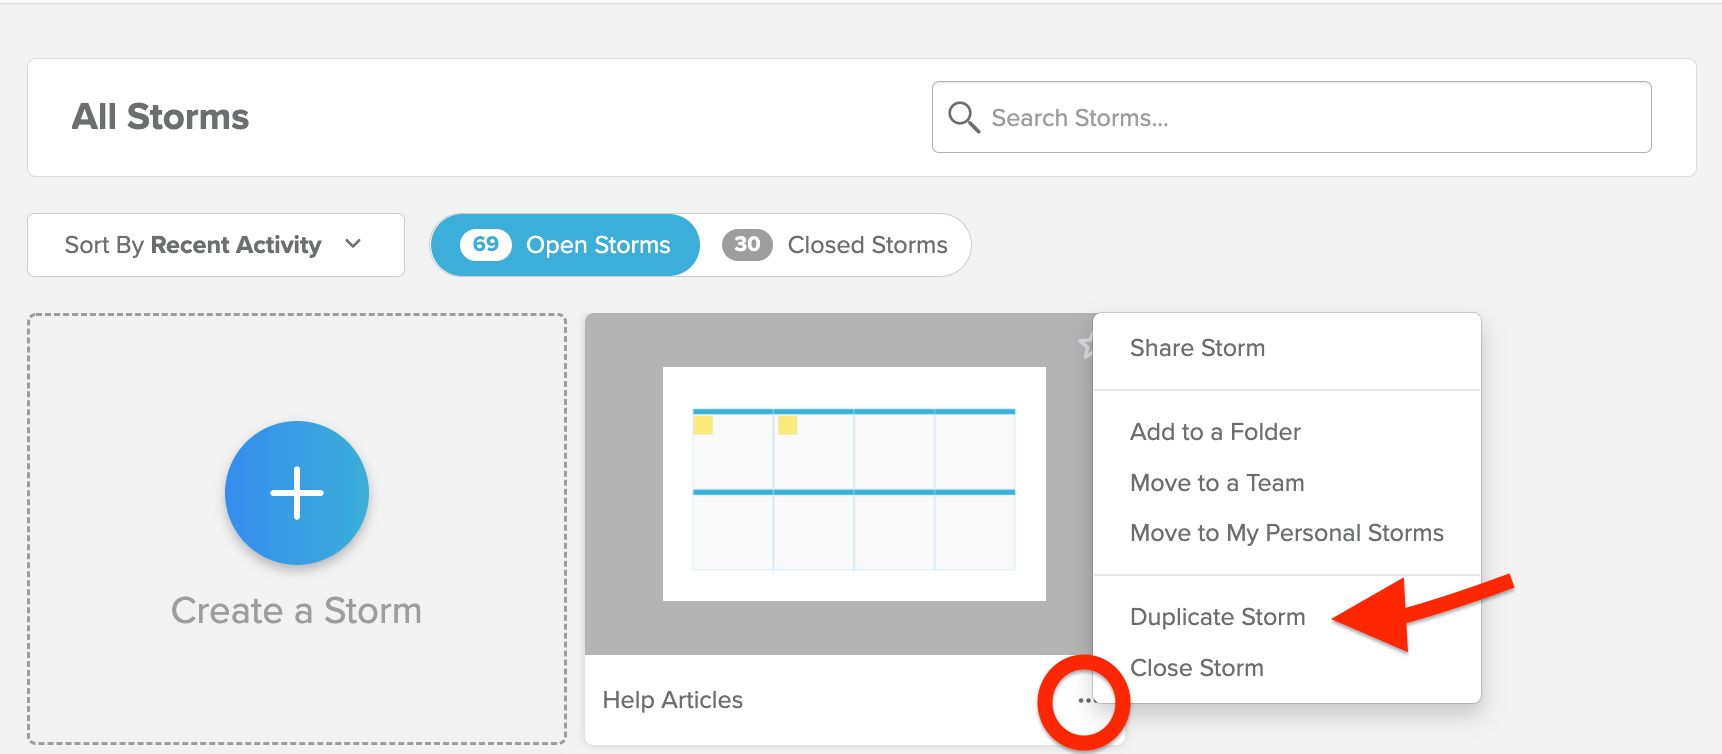 All Storms
Search Storms...
Sort By Recent Activity
69 Open Storms
30 Closed Storms
Create a Storm
Share Storm
Add to a Folder
Move to a Team
Move to My Personal Storms
Duplicate Storm
Close Storm
Help Articles